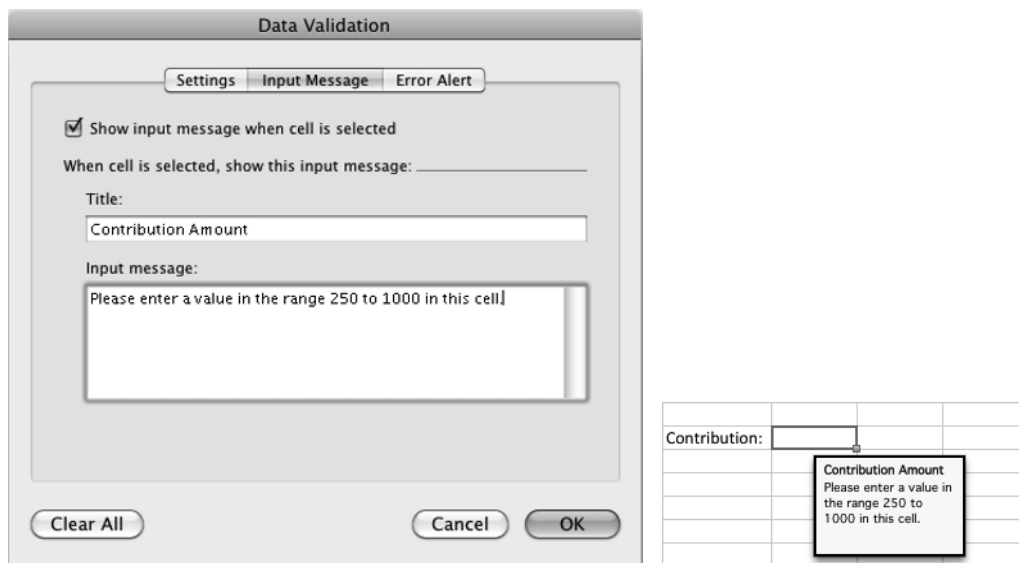 Data Validation
Settings Input Message Error Alert
Show input message when cell is selected
When cell is selected, show this input message:
Title:
Contribution Amount
Input message:
Please enter a value in the range 250 to 1000 in this cell.
Clear All Cancel OK
Contribution:
Contribution Amount
Please enter a value in
the range 250 to
1000 in this cell.